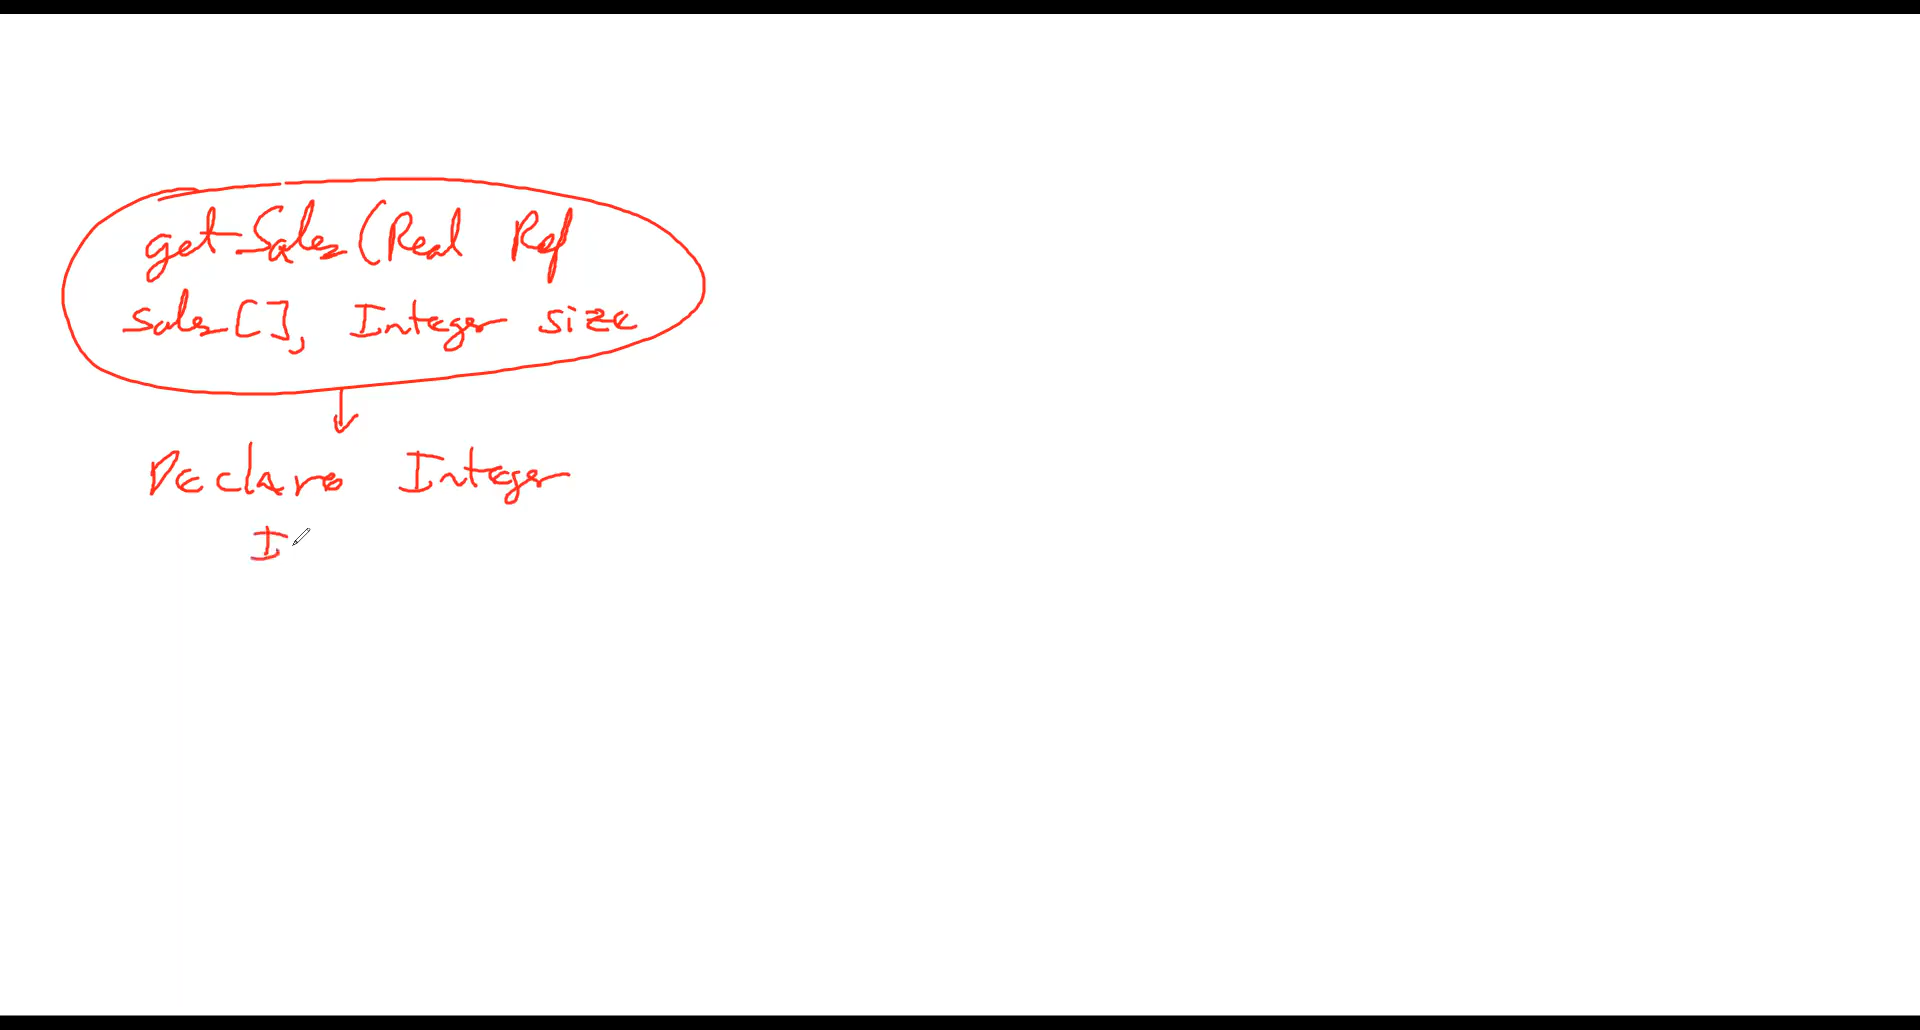 getSales(Real Ref
sales[], Integer size
Declare Integer
I